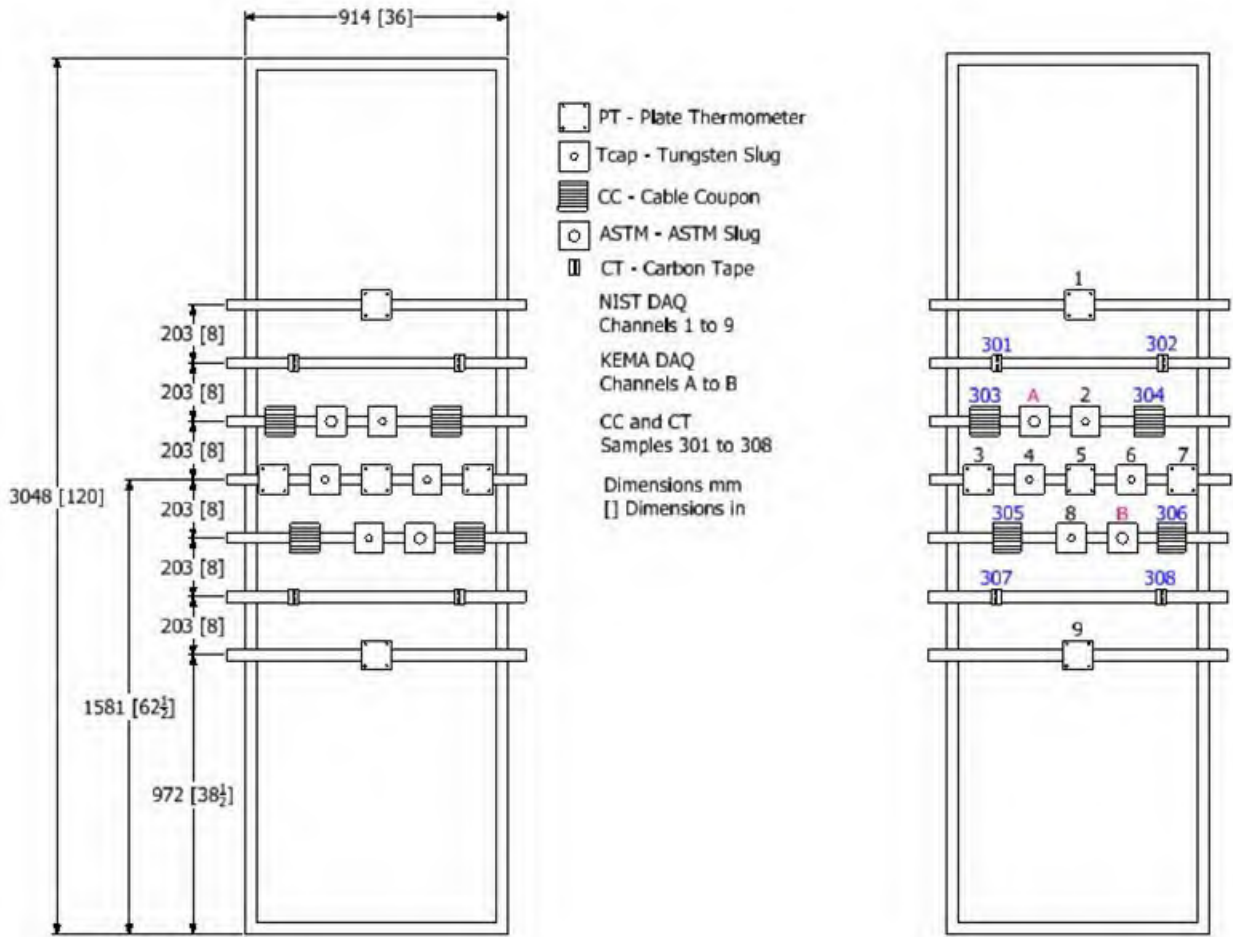 914 [36]
PT - Plate Thermometer
Tcap - Tungsten Slug
CC - Cable Coupon
ASTM - ASTM Slug
CT - Carbon Tape
NIST DAQ
Channels 1 to 9
KEMA DAQ
Channels A to B
CC and CT
Samples 301 to 308
Dimensions mm
[] Dimensions in
203 [8]
203 [8]
203 [8]
3048 [120]
203 [8]
203 [8]
203 [8]
1581 [62½]
972 [38½]
1
301 302
303 A 2 304
3 4 5 6 7
305 8 B 306
307 308
9